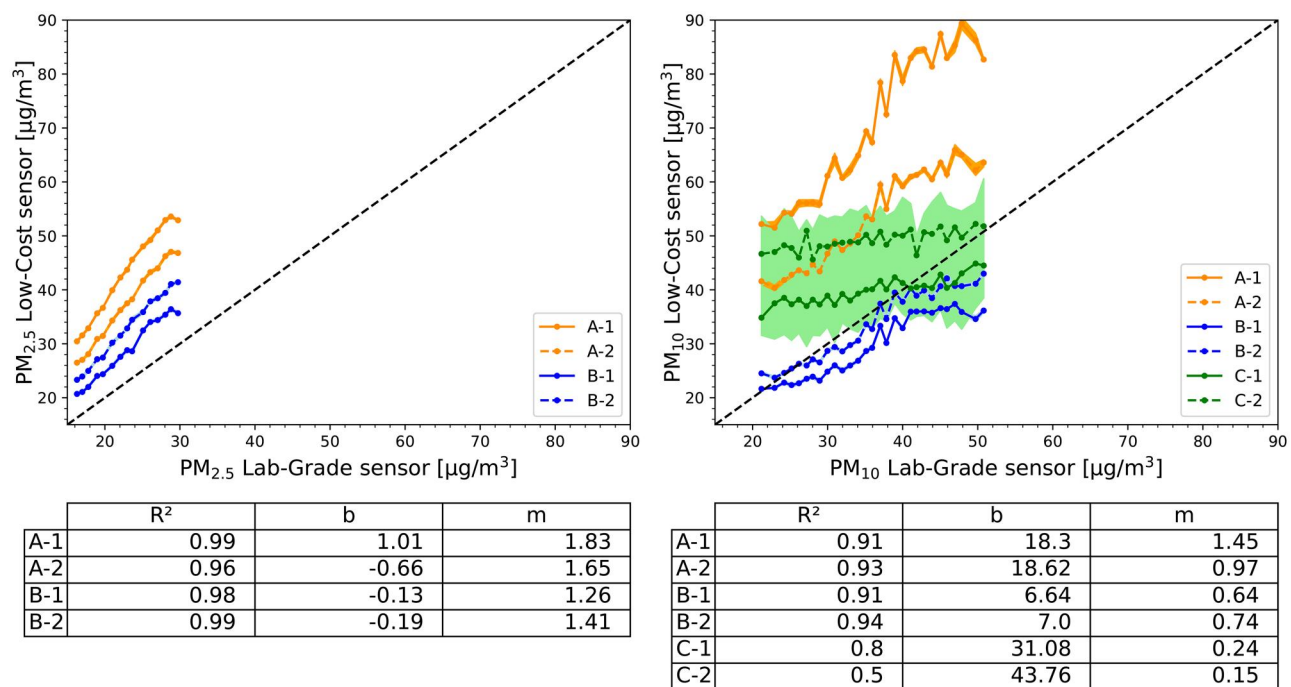 PM2.5 Low-Cost sensor [µg/m³]
90
80
70
60
50
40
30
20
20 30 40 50 60 70 80 90
PM2.5 Lab-Grade sensor [µg/m³]
A-1
A-2
B-1
B-2
R² b m
A-1 0.99 1.01 1.83
A-2 0.96 -0.66 1.65
B-1 0.98 -0.13 1.26
B-2 0.99 -0.19 1.41
PM10 Low-Cost sensor [µg/m³]
90
80
70
60
50
40
30
20
20 30 40 50 60 70 80 90
PM10 Lab-Grade sensor [µg/m³]
A-1
A-2
B-1
B-2
C-1
C-2
R² b m
A-1 0.91 18.3 1.45
A-2 0.93 18.62 0.97
B-1 0.91 6.64 0.64
B-2 0.94 7.0 0.74
C-1 0.8 31.08 0.24
C-2 0.5 43.76 0.15